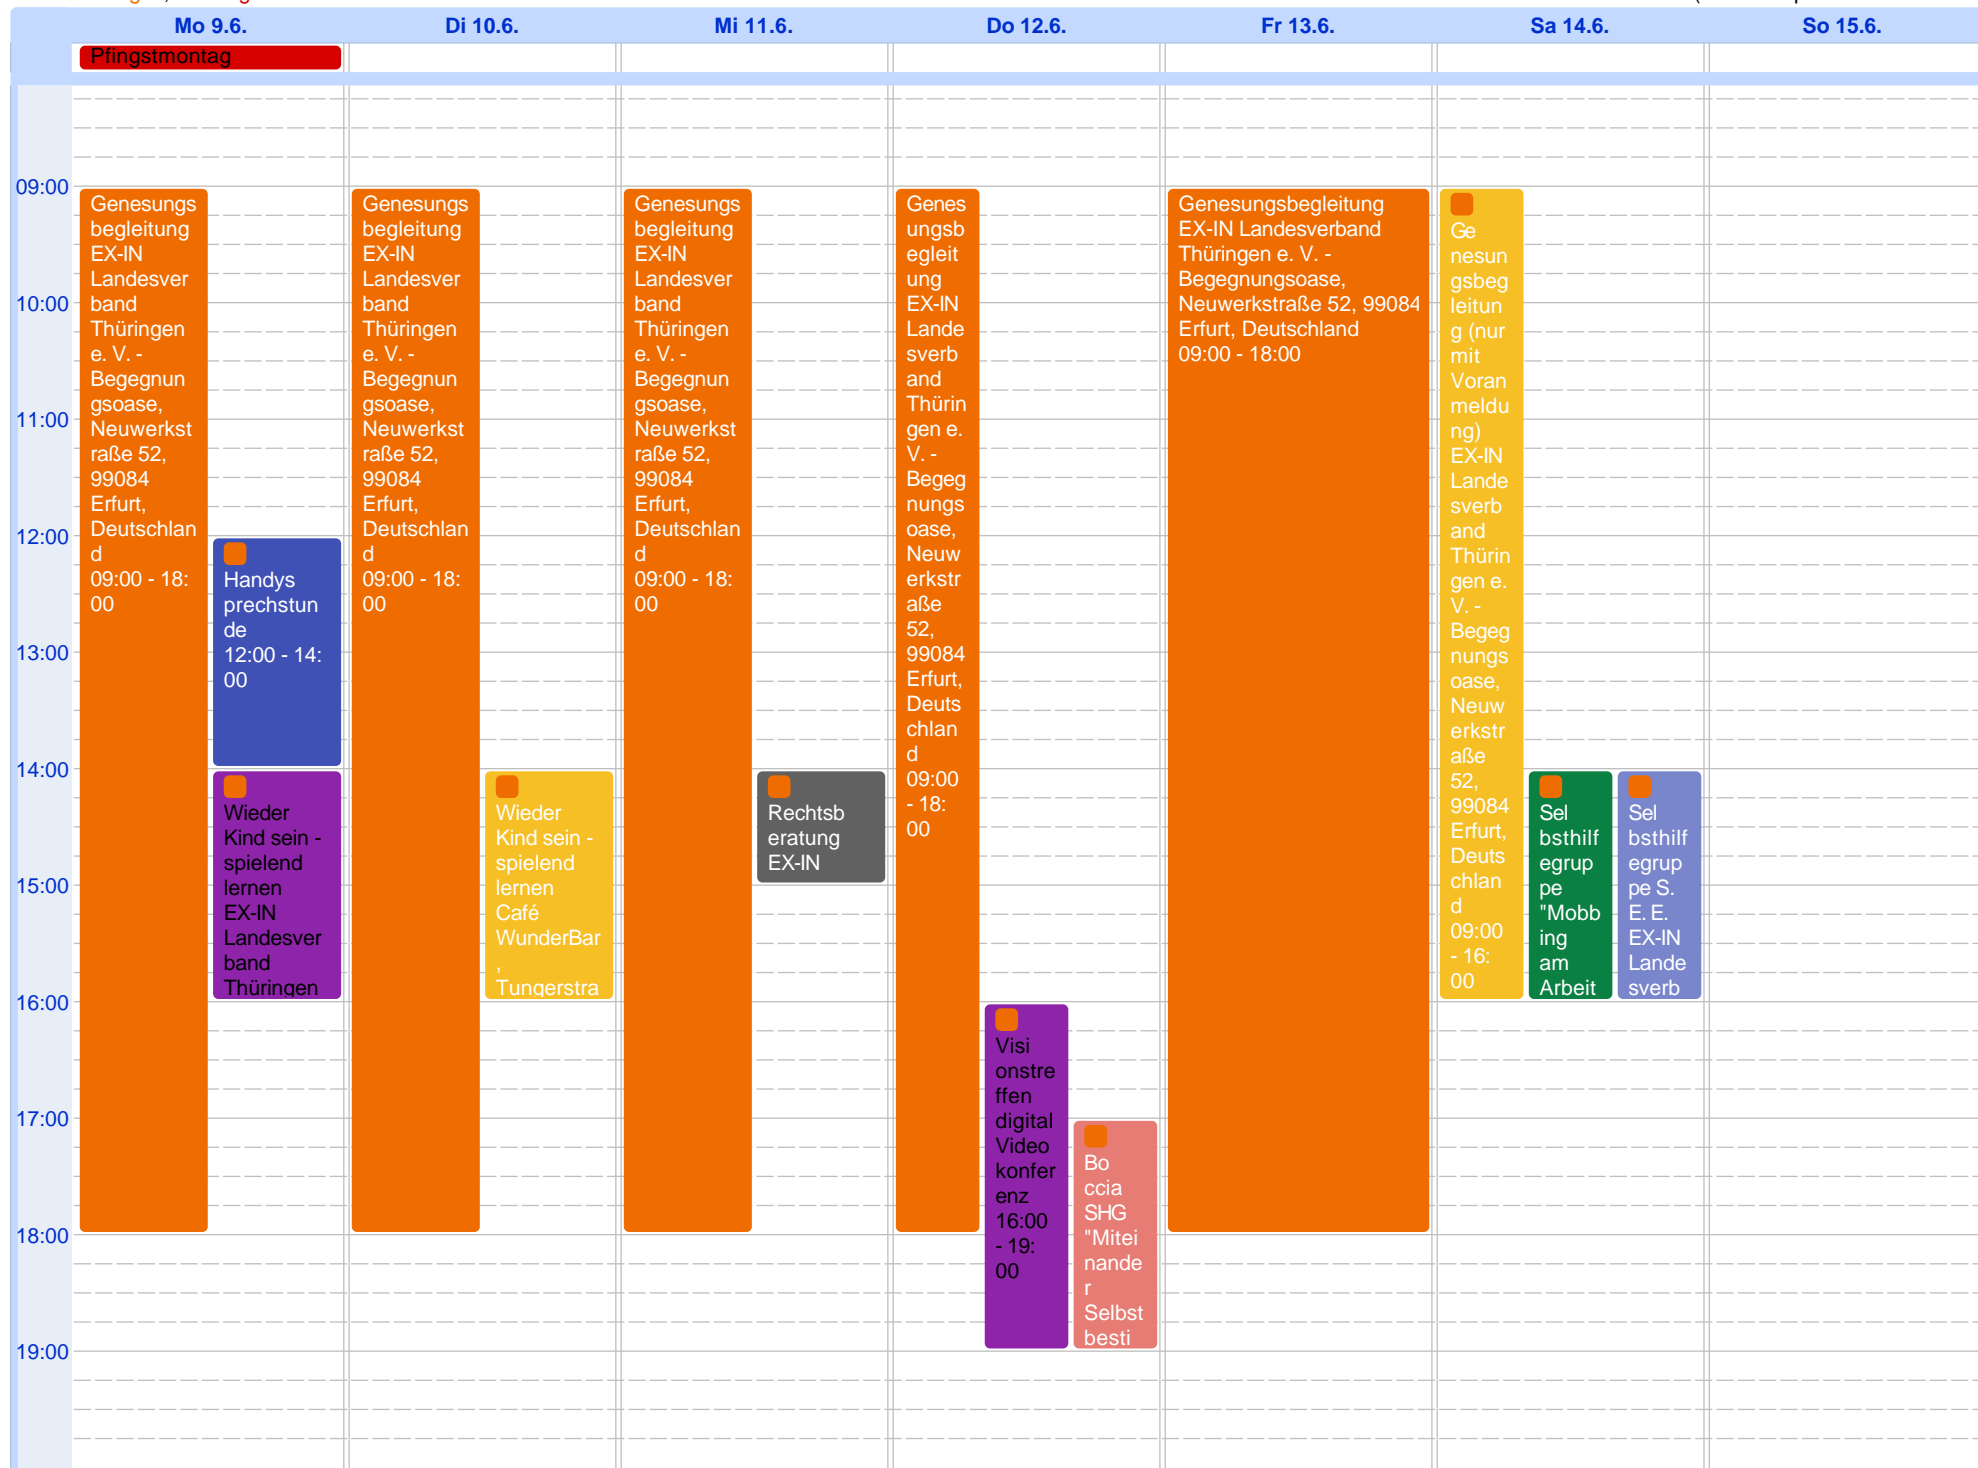 Mo 9.6.
Di 10.6.
Mi 11.6.
Do 12.6.
Fr 13.6.
Sa 14.6.
So 15.6.
Pfingstmontag
09:00
10:00
11:00
12:00
13:00
14:00
15:00
16:00
17:00
18:00
19:00
Genesungs
begleitung
EX-IN
Landesver
band
Thüringen
e. V. -
Begegnun
gsoase,
Neuwerkst
raße 52,
99084
Erfurt,
Deutschlan
d
09:00 - 18:
00
Handys
prechstun
de
12:00 - 14:
00
Wieder
Kind sein -
spielend
lernen
EX-IN
Landesver
band
Thüringen
Genesungs
begleitung
EX-IN
Landesver
band
Thüringen
e. V. -
Begegnun
gsoase,
Neuwerkst
raße 52,
99084
Erfurt,
Deutschlan
d
09:00 - 18:
00
Wieder
Kind sein -
spielend
lernen
Café
WunderBar
,
Tungerstra
Genesungs
begleitung
EX-IN
Landesver
band
Thüringen
e. V. -
Begegnun
gsoase,
Neuwerkst
raße 52,
99084
Erfurt,
Deutschlan
d
09:00 - 18:
00
Rechtsb
eratung
EX-IN
Genes
ungsb
egleit
ung
EX-IN
Lande
sverb
and
Thürin
gen e.
V. -
Begeg
nungs
oase,
Neuw
erkstr
aße
52,
99084
Erfurt,
Deuts
chlan
d
09:00
- 18:
00
Visi
onstre
ffen
digital
Video
konfer
enz
16:00
- 19:
00
Bo
ccia
SHG
"Mitei
nande
r
Selbst
besti
Genesungsbegleitung
EX-IN Landesverband
Thüringen e. V. -
Begegnungsoase,
Neuwerkstraße 52, 99084
Erfurt, Deutschland
09:00 - 18:00
Ge
nesun
gsbeg
leitun
g (nur
mit
Voran
meldu
ng)
EX-IN
Lande
sverb
and
Thürin
gen e.
V. -
Begeg
nungs
oase,
Neuw
erkstr
aße
52,
99084
Erfurt,
Deuts
chlan
d
09:00
- 16:
00
Sel
bsthilf
egrup
pe
"Mobb
ing
am
Arbeit
Sel
bsthilf
egrup
pe S.
E. E.
EX-IN
Lande
sverb